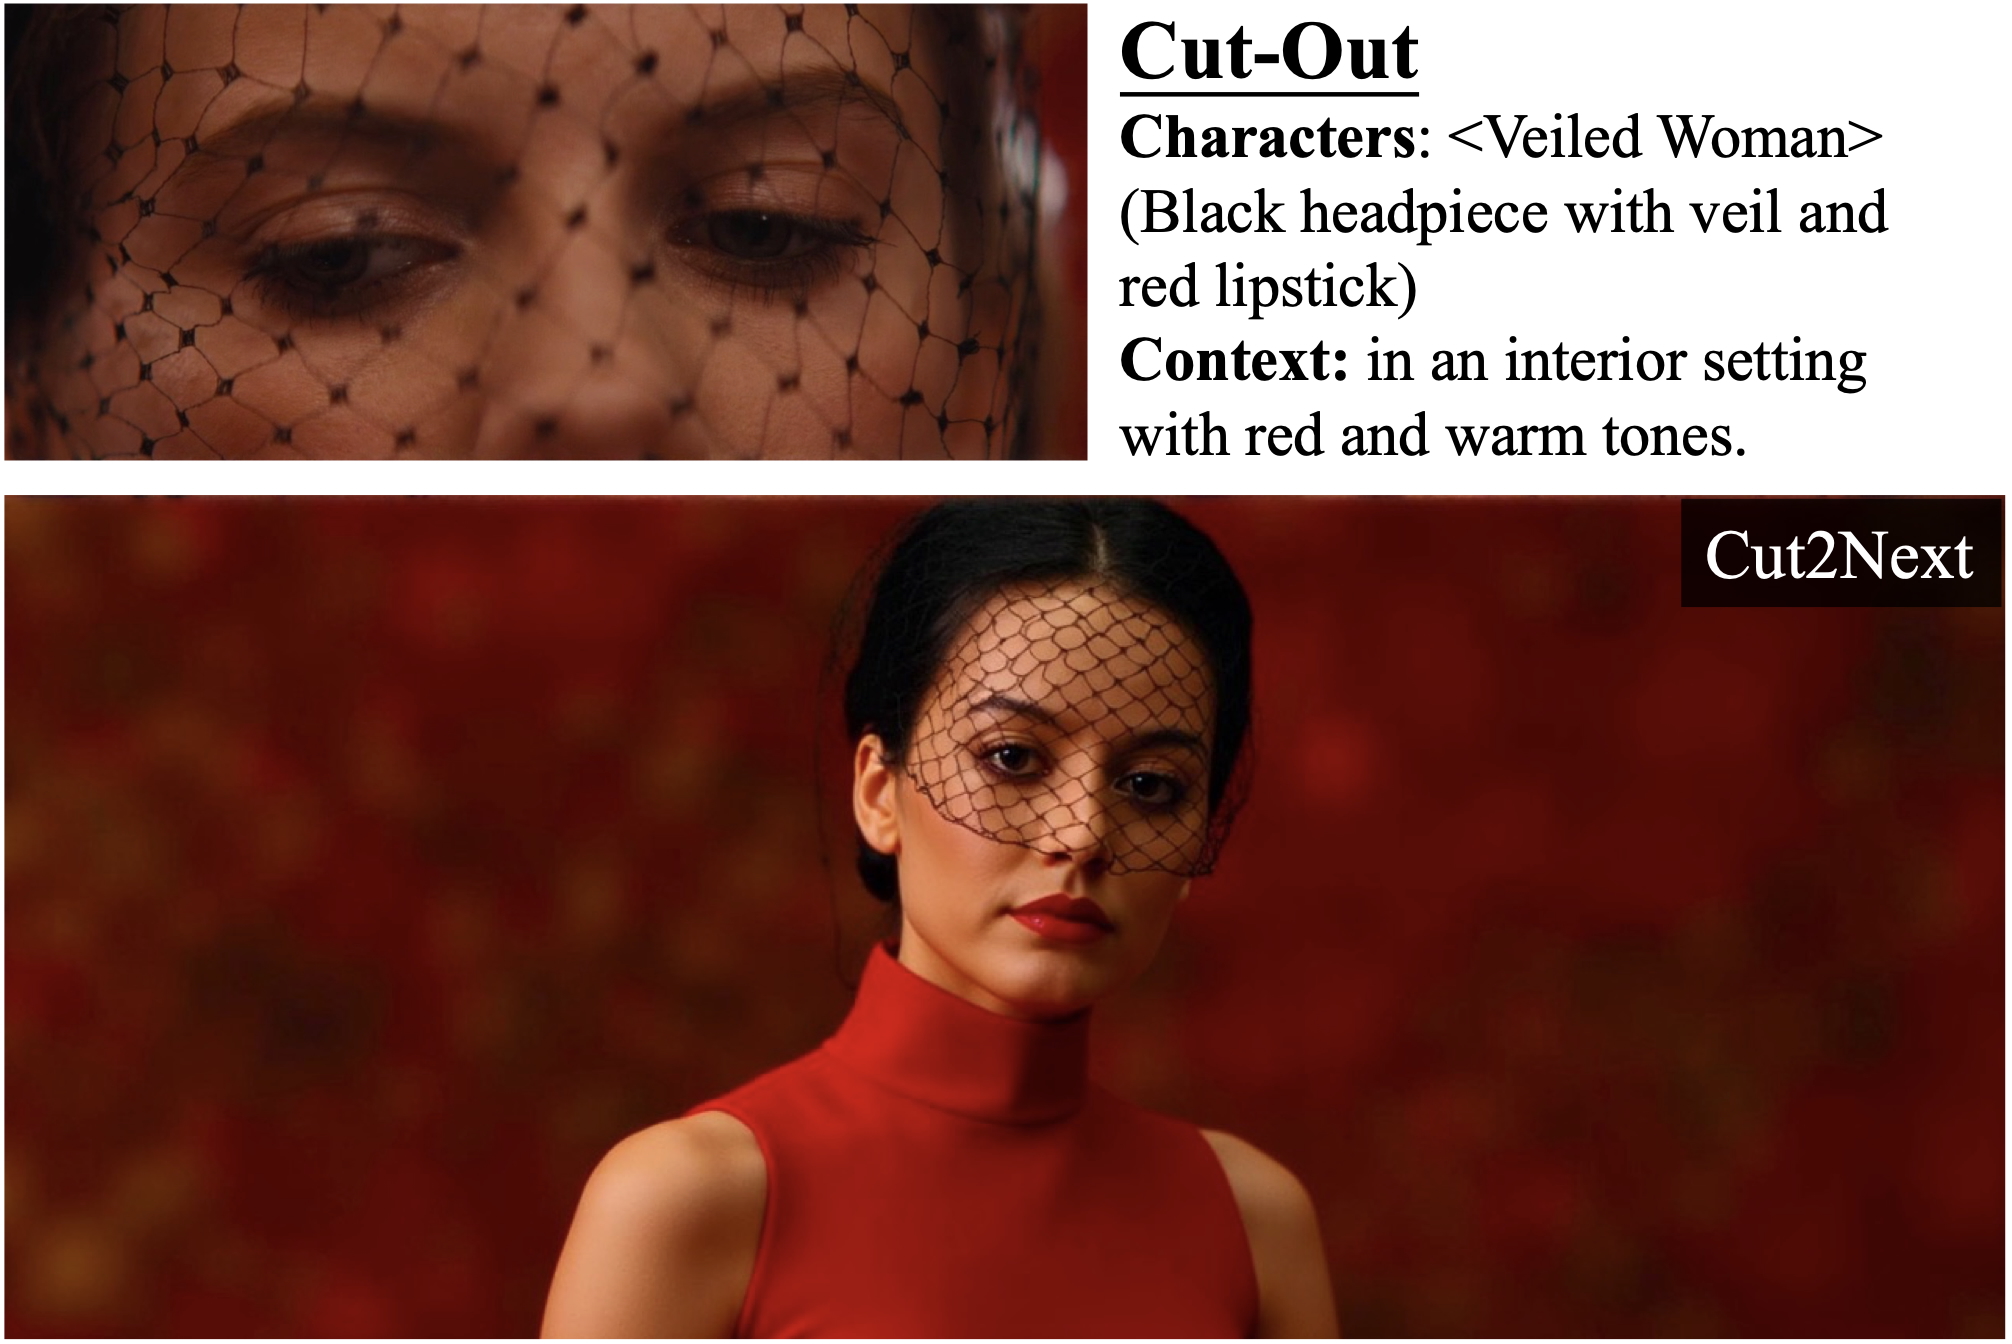 Cut-Out
Characters: <Veiled Woman>
(Black headpiece with veil and
red lipstick)
Context: in an interior setting
with red and warm tones.
Cut2Next